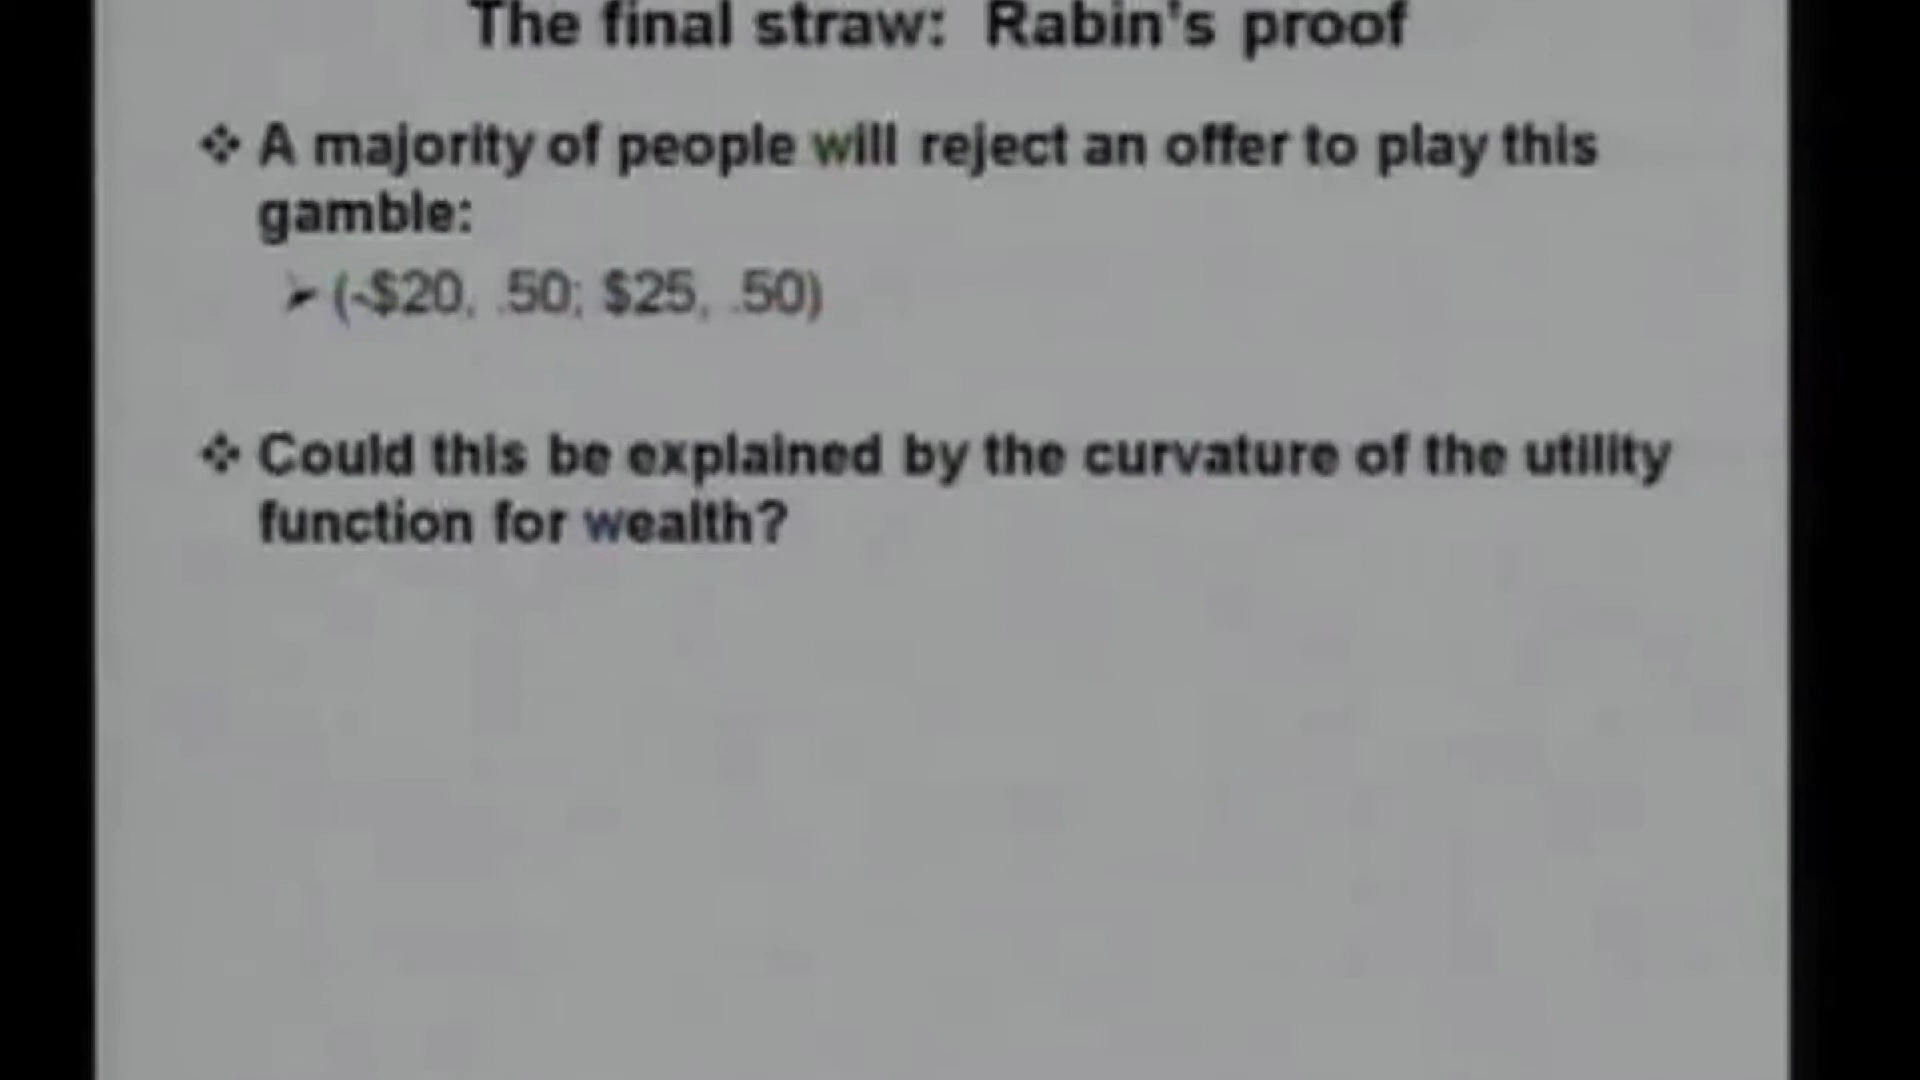 The final straw: Rabin's proof
❖ A majority of people will reject an offer to play this
gamble:
➢ (-$20, .50; $25, .50)
❖ Could this be explained by the curvature of the utility
function for wealth?